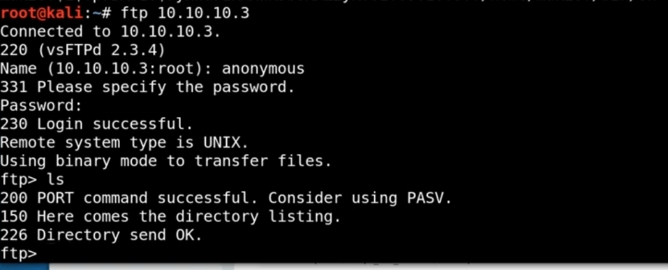 root@kali:~# ftp 10.10.10.3
Connected to 10.10.10.3.
220 (vsFTPd 2.3.4)
Name (10.10.10.3:root): anonymous
331 Please specify the password.
Password:
230 Login successful.
Remote system type is UNIX.
Using binary mode to transfer files.
ftp> ls
200 PORT command successful. Consider using PASV.
150 Here comes the directory listing.
226 Directory send OK.
ftp>